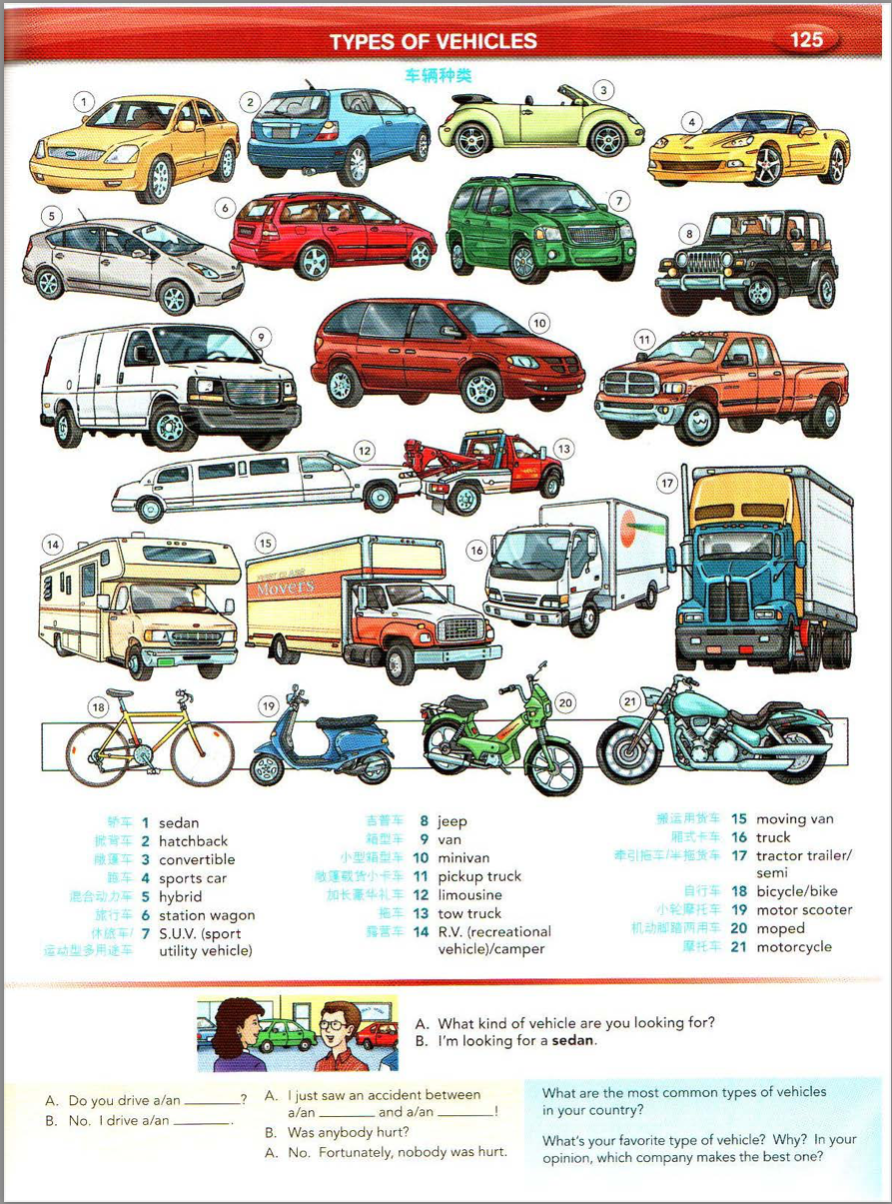 TYPES OF VEHICLES
125
车辆种类
1
2
3
4
5
6
7
8
9
10
11
12
13
14
15
Movers
16
17
18
19
20
21
轿车 1 sedan
掀背车 2 hatchback
敞篷车 3 convertible
跑车 4 sports car
混合动力车 5 hybrid
旅行车 6 station wagon
休旅车/ 7 S.U.V. (sport
运动型多用途车 utility vehicle)
吉普车 8 jeep
箱型车 9 van
小型箱型车 10 minivan
敞篷载货小卡车 11 pickup truck
加长豪华礼车 12 limousine
拖车 13 tow truck
露营车 14 R.V. (recreational
vehicle)/camper
搬运用货车 15 moving van
厢式卡车 16 truck
牵引拖车/半拖货车 17 tractor trailer/
semi
自行车 18 bicycle/bike
小轮摩托车 19 motor scooter
机动脚踏两用车 20 moped
摩托车 21 motorcycle
A. What kind of vehicle are you looking for?
B. I'm looking for a sedan.
A. Do you drive a/an ________?
B. No. I drive a/an ________.
A. I just saw an accident between
a/an ________ and a/an ________!
B. Was anybody hurt?
A. No. Fortunately, nobody was hurt.
What are the most common types of vehicles
in your country?
What's your favorite type of vehicle? Why? In your
opinion, which company makes the best one?